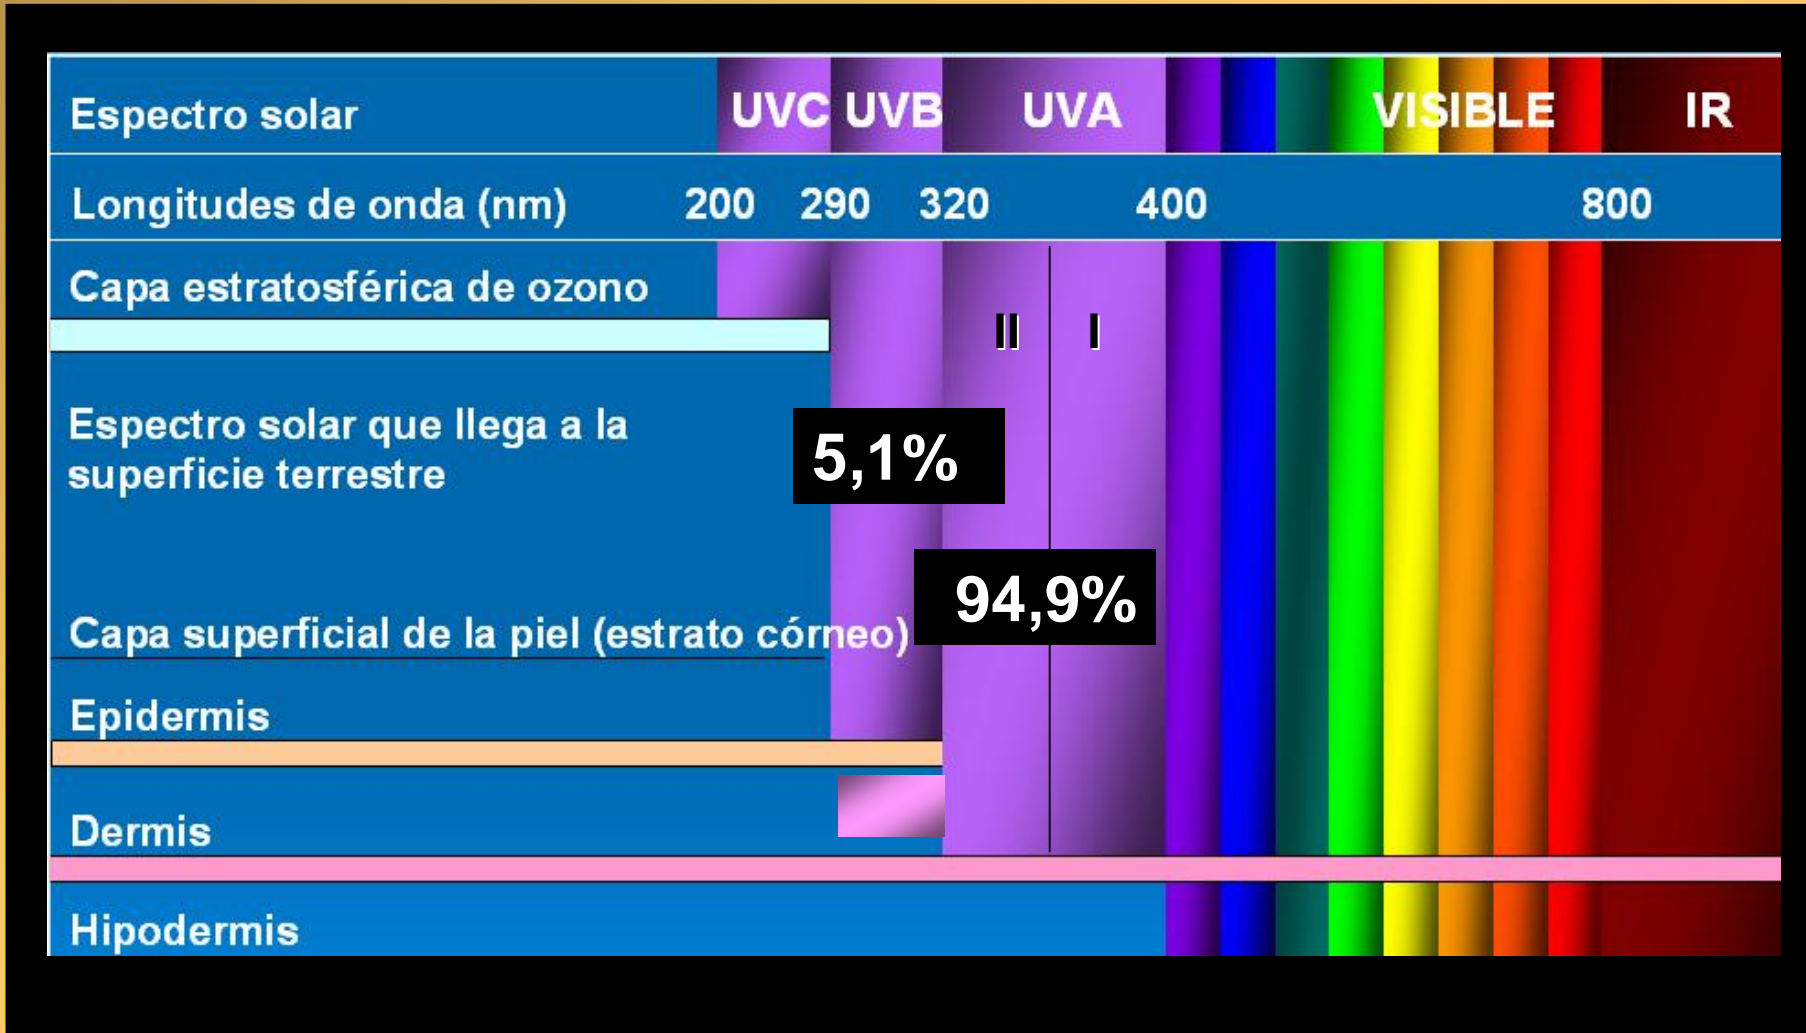 Espectro solar UVC UVB UVA VISIBLE IR
Longitudes de onda (nm) 200 290 320 400 800
Capa estratosférica de ozono
II I
Espectro solar que llega a la
superficie terrestre
5,1%
94,9%
Capa superficial de la piel (estrato córneo)
Epidermis
Dermis
Hipodermis